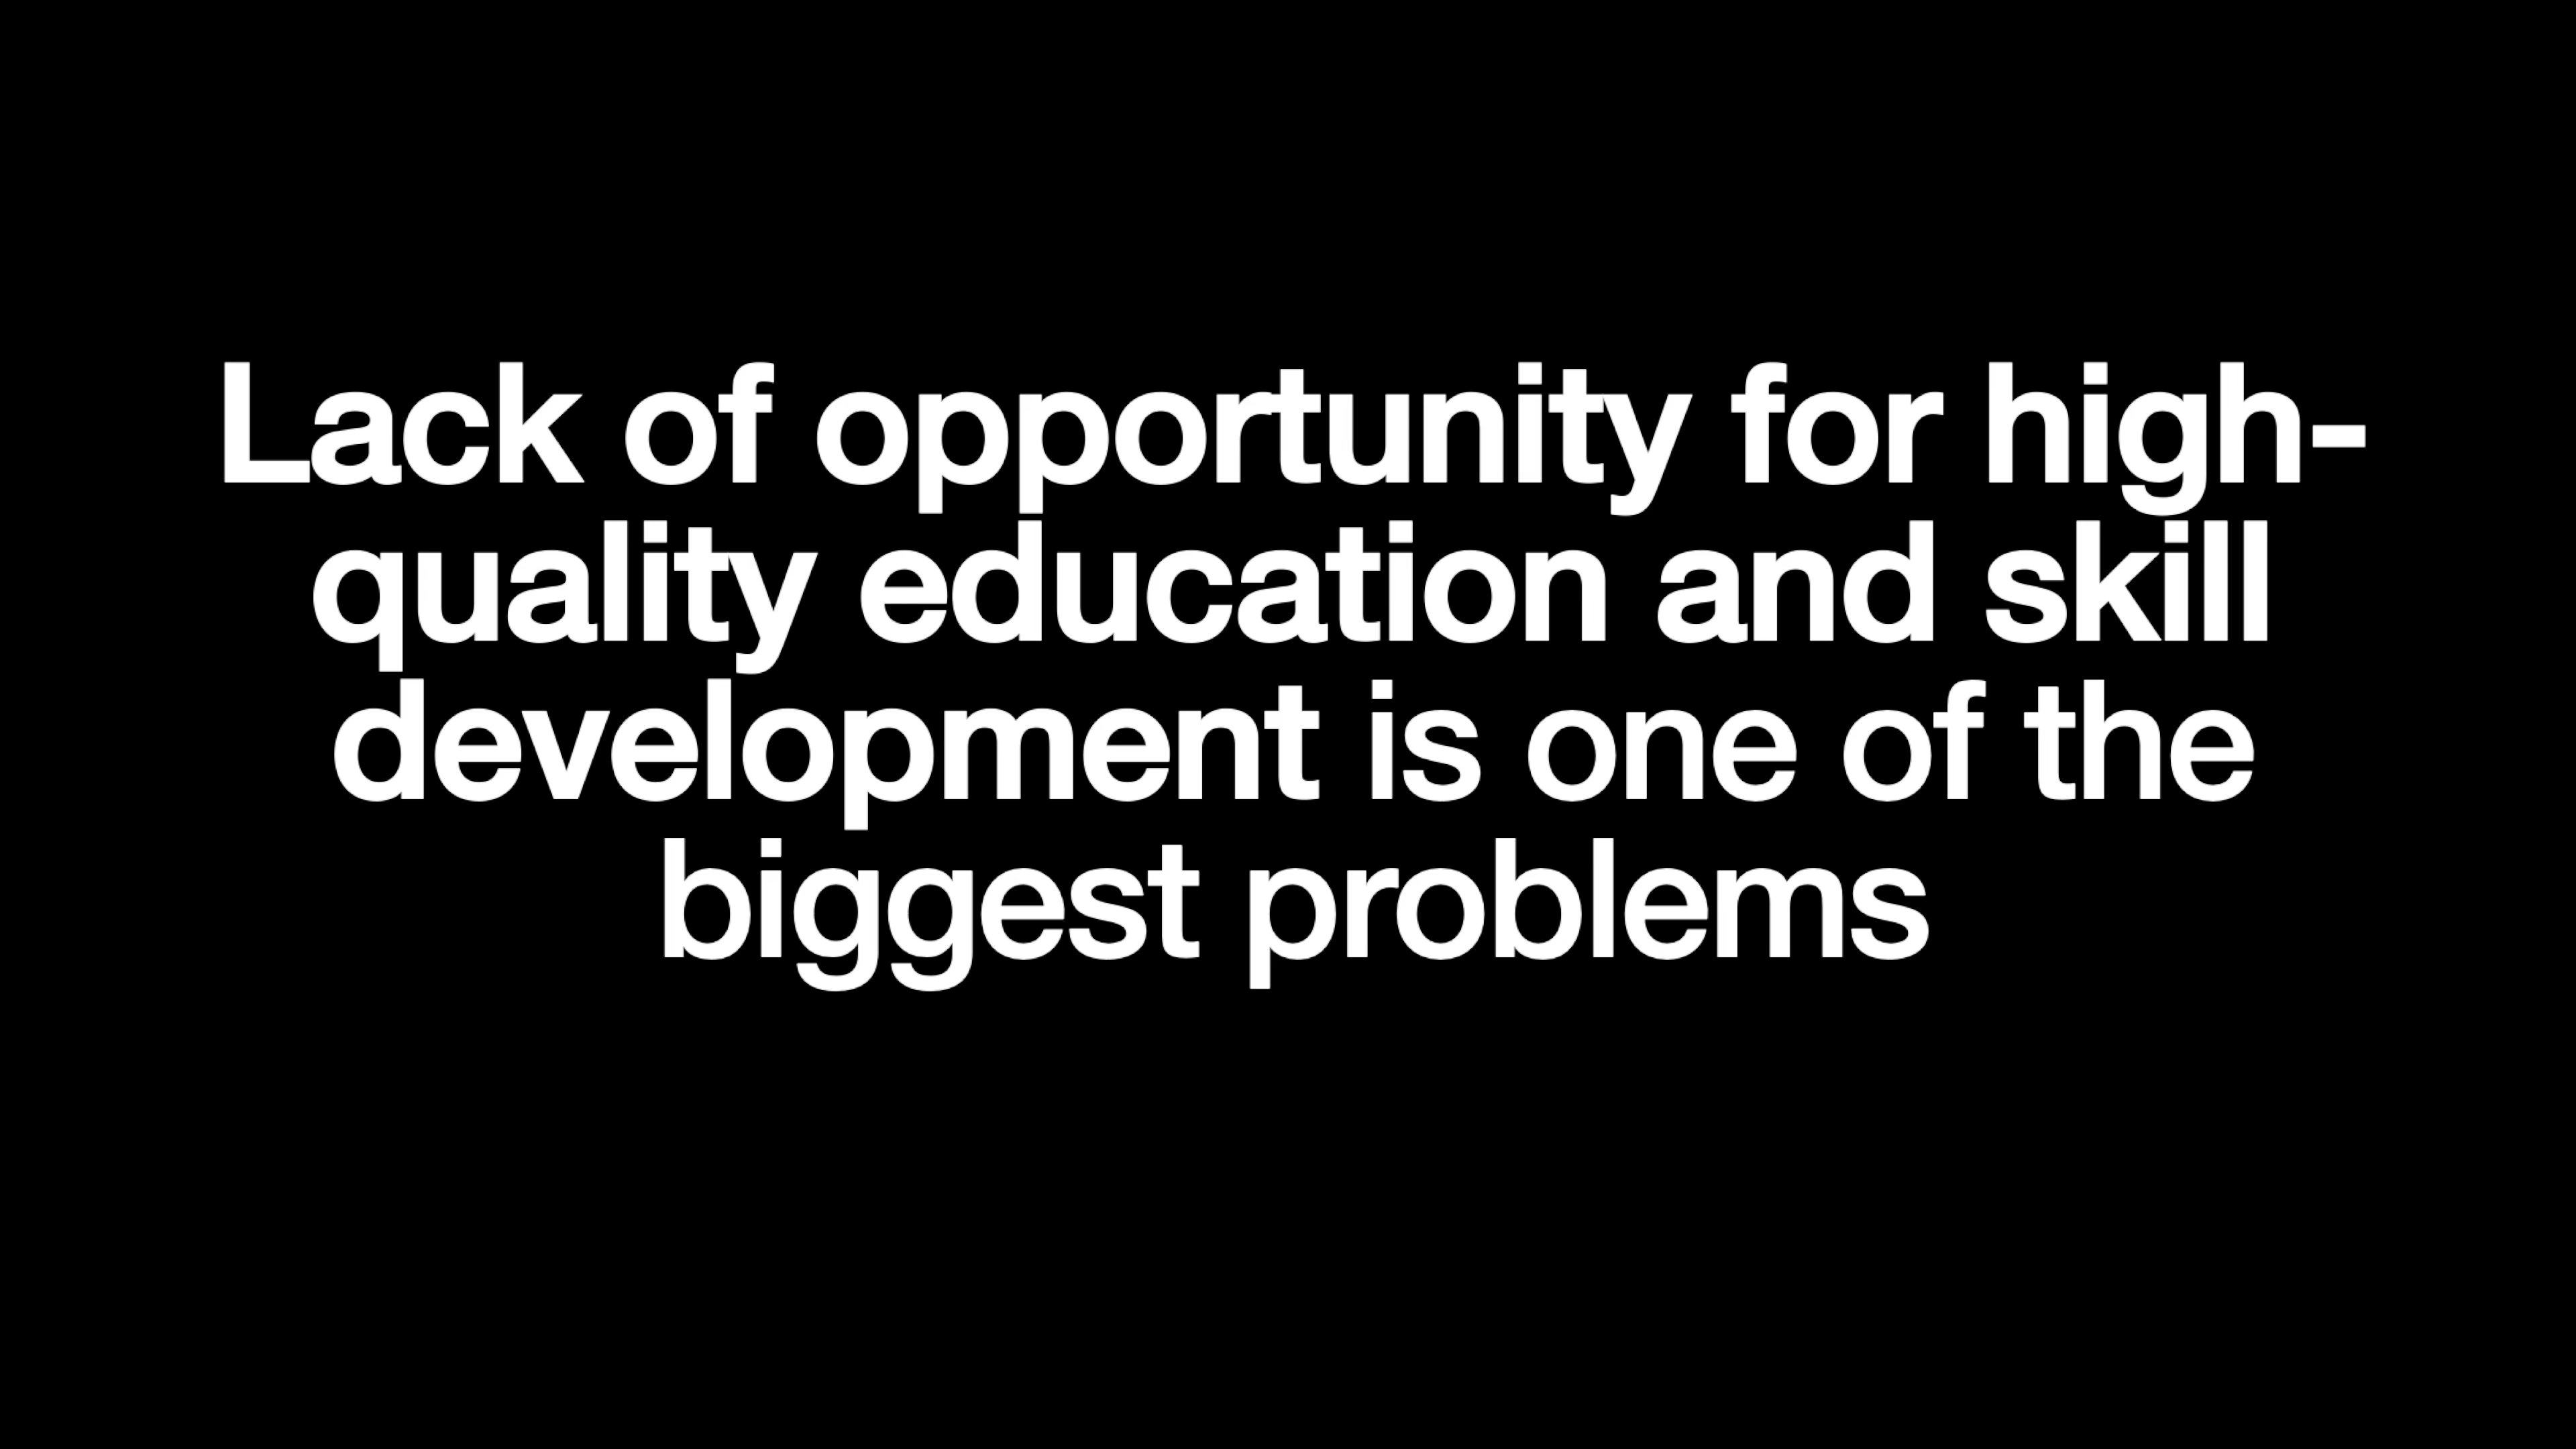 Lack of opportunity for high-
quality education and skill
development is one of the
biggest problems